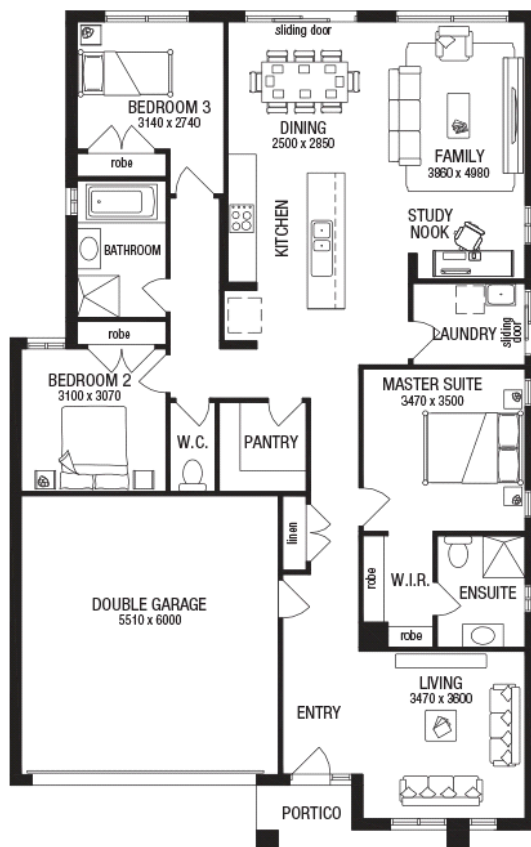 sliding door
BEDROOM 3
3140 x 2740
DINING
2500 x 2850
FAMILY
3860 x 4980
robe
KITCHEN
STUDY
NOOK
BATHROOM
LAUNDRY
sliding
door
robe
BEDROOM 2
3100 x 3070
MASTER SUITE
3470 x 3500
W.C.
PANTRY
linen
robe
W.I.R.
ENSUITE
DOUBLE GARAGE
5510 x 6000
robe
LIVING
3470 x 3600
ENTRY
PORTICO